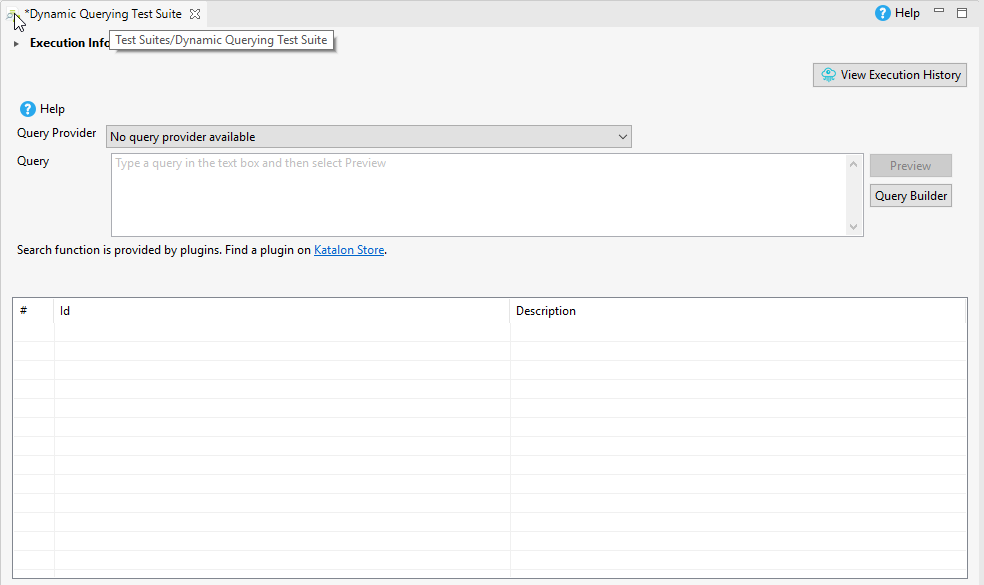 *Dynamic Querying Test Suite
Help
Execution Info
Test Suites/Dynamic Querying Test Suite
View Execution History
Help
Query Provider
No query provider available
Query
Type a query in the text box and then select Preview
Preview
Query Builder
Search function is provided by plugins. Find a plugin on Katalon Store.
# Id Description